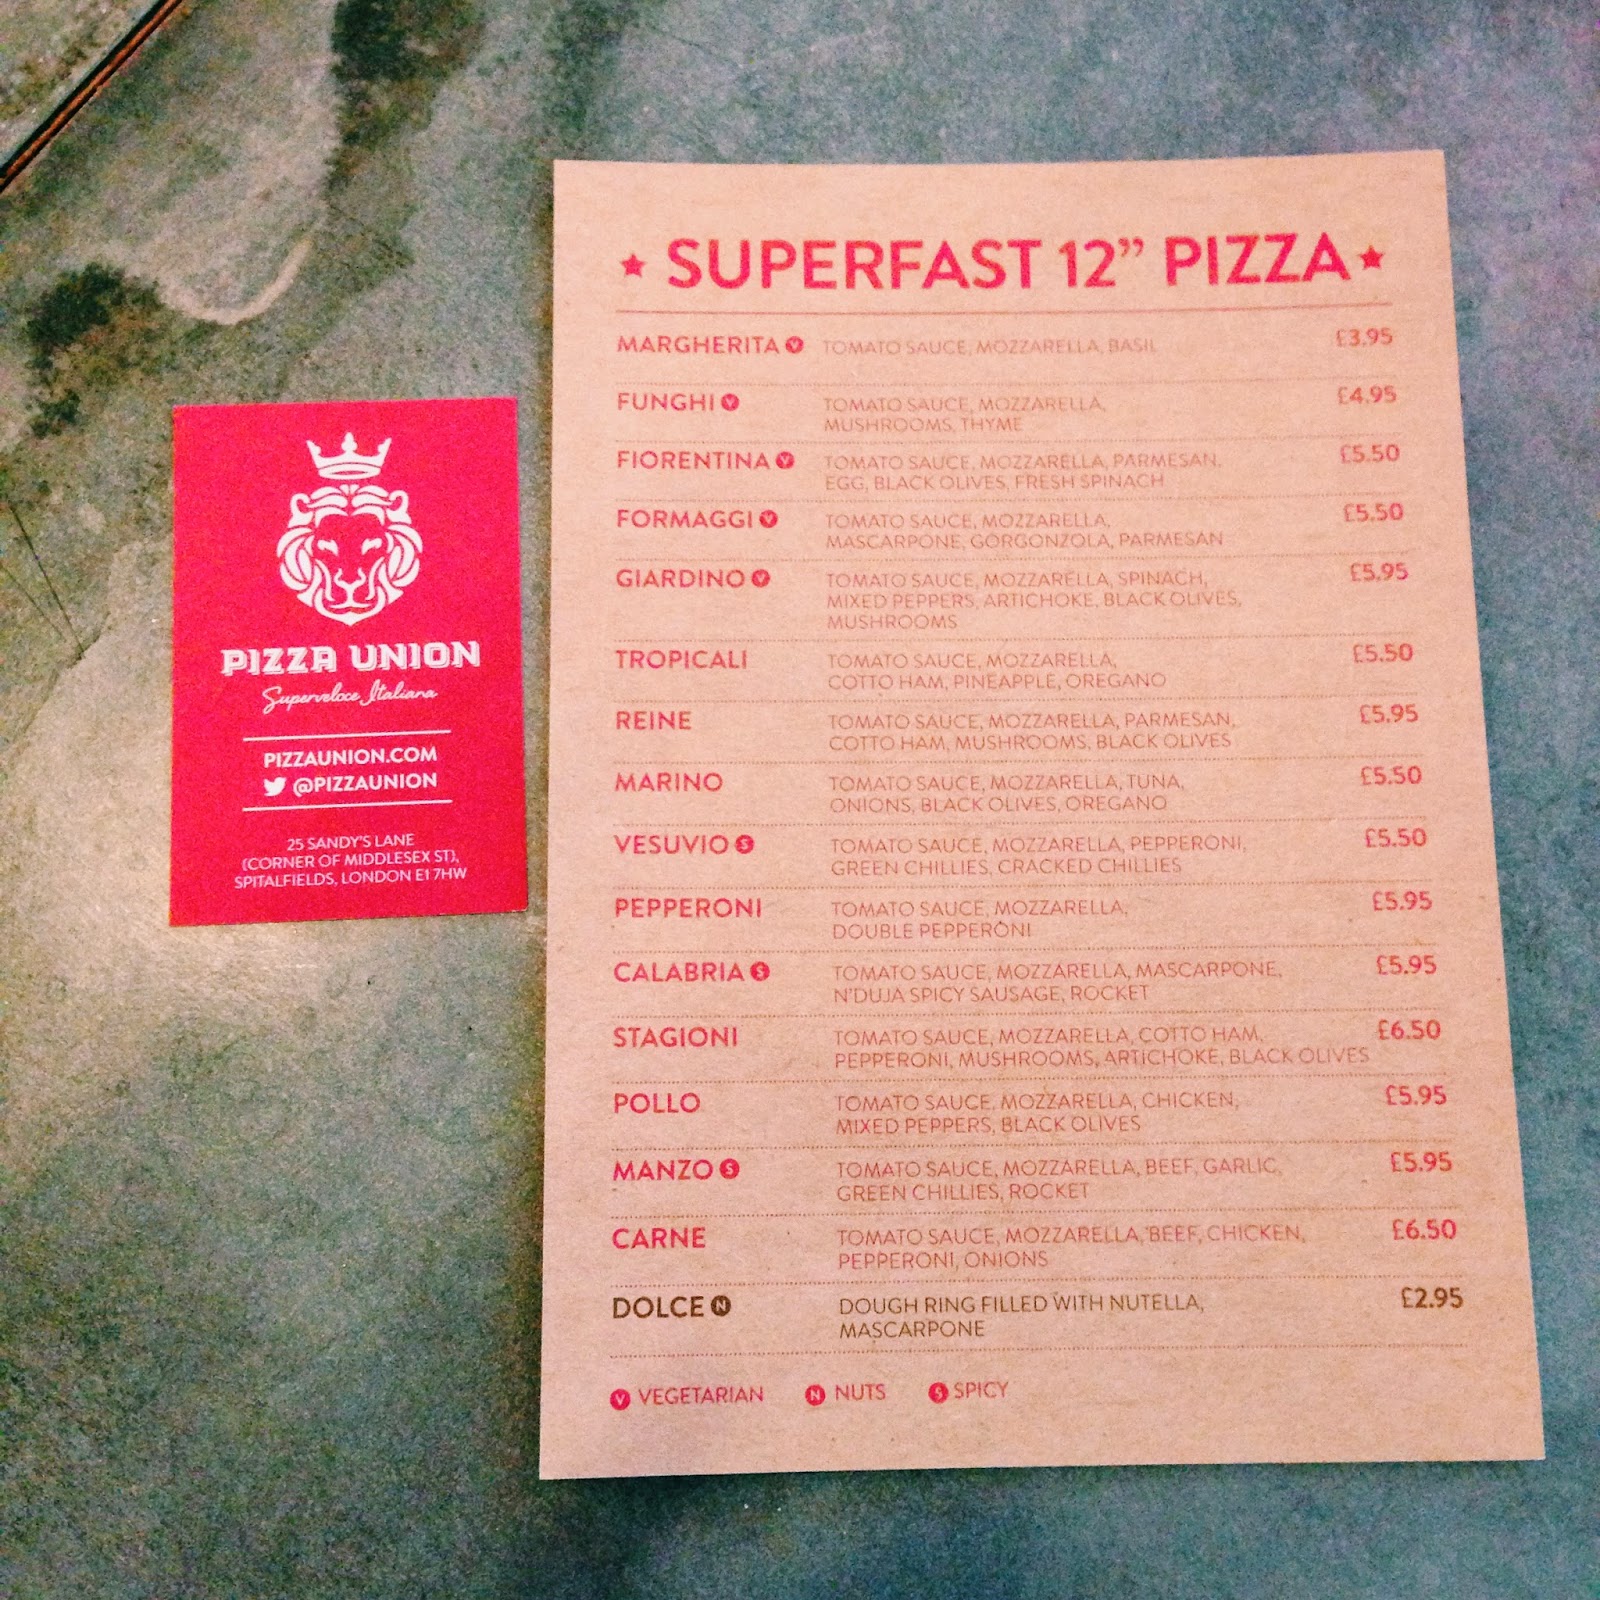 PIZZA UNION
Superveloce Italiana
PIZZAUNION.COM
@PIZZAUNION
25 SANDY'S LANE
(CORNER OF MIDDLESEX ST),
SPITALFIELDS, LONDON E1 7HW
★ SUPERFAST 12” PIZZA ★
MARGHERITA V TOMATO SAUCE, MOZZARELLA, BASIL £3.95
FUNGHI V TOMATO SAUCE, MOZZARELLA, £4.95
MUSHROOMS, THYME
FIORENTINA V TOMATO SAUCE, MOZZARELLA, PARMESAN, £5.50
EGG, BLACK OLIVES, FRESH SPINACH
FORMAGGI V TOMATO SAUCE, MOZZARELLA, £5.50
MASCARPONE, GORGONZOLA, PARMESAN
GIARDINO V TOMATO SAUCE, MOZZARELLA, SPINACH, £5.95
MIXED PEPPERS, ARTICHOKE, BLACK OLIVES,
MUSHROOMS
TROPICALI TOMATO SAUCE, MOZZARELLA, £5.50
COTTO HAM, PINEAPPLE, OREGANO
REINE TOMATO SAUCE, MOZZARELLA, PARMESAN, £5.95
COTTO HAM, MUSHROOMS, BLACK OLIVES
MARINO TOMATO SAUCE, MOZZARELLA, TUNA, £5.50
ONIONS, BLACK OLIVES, OREGANO
VESUVIO S TOMATO SAUCE, MOZZARELLA, PEPPERONI, £5.50
GREEN CHILLIES, CRACKED CHILLIES
PEPPERONI TOMATO SAUCE, MOZZARELLA, £5.95
DOUBLE PEPPERONI
CALABRIA S TOMATO SAUCE, MOZZARELLA, MASCARPONE, £5.95
N'DUJA SPICY SAUSAGE, ROCKET
STAGIONI TOMATO SAUCE, MOZZARELLA, COTTO HAM, £6.50
PEPPERONI, MUSHROOMS, ARTICHOKE, BLACK OLIVES
POLLO TOMATO SAUCE, MOZZARELLA, CHICKEN, £5.95
MIXED PEPPERS, BLACK OLIVES
MANZO S TOMATO SAUCE, MOZZARELLA, BEEF, GARLIC, £5.95
GREEN CHILLIES, ROCKET
CARNE TOMATO SAUCE, MOZZARELLA, BEEF, CHICKEN, £6.50
PEPPERONI, ONIONS
DOLCE N DOUGH RING FILLED WITH NUTELLA, £2.95
MASCARPONE
V VEGETARIAN N NUTS S SPICY